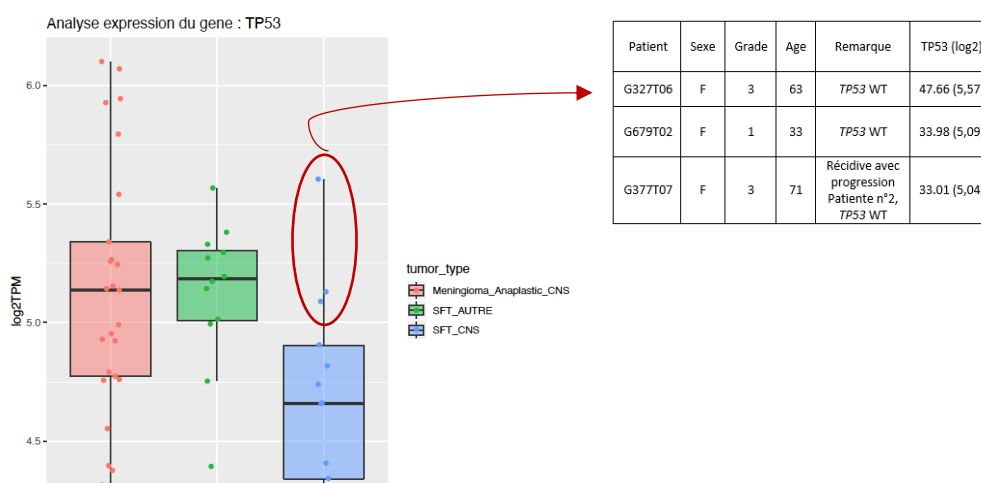 Analyse expression du gene : TP53
6.0
5.5
5.0
4.5
log2TPM
tumor_type
Meningioma_Anaplastic_CNS
SFT_AUTRE
SFT_CNS
Patient Sexe Grade Age Remarque TP53 (log2)
G327T06 F 3 63 TP53 WT 47.66 (5,57
G679T02 F 1 33 TP53 WT 33.98 (5,09
G377T07 F 3 71 Récidive avec
progression
Patiente n°2,
TP53 WT 33.01 (5,04